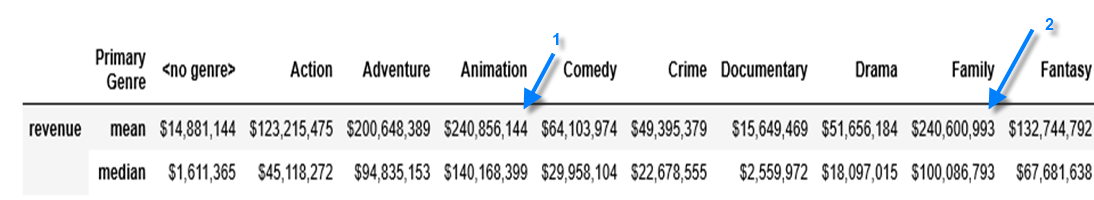 1
2
Primary Genre <no genre> Action Adventure Animation Comedy Crime Documentary Drama Family Fantasy
revenue mean $14,881,144 $123,215,475 $200,648,389 $240,856,144 $64,103,974 $49,395,379 $15,649,469 $51,656,184 $240,600,993 $132,744,792
median $1,611,365 $45,118,272 $94,835,153 $140,168,399 $29,958,104 $22,678,555 $2,559,972 $18,097,015 $100,086,793 $67,681,638